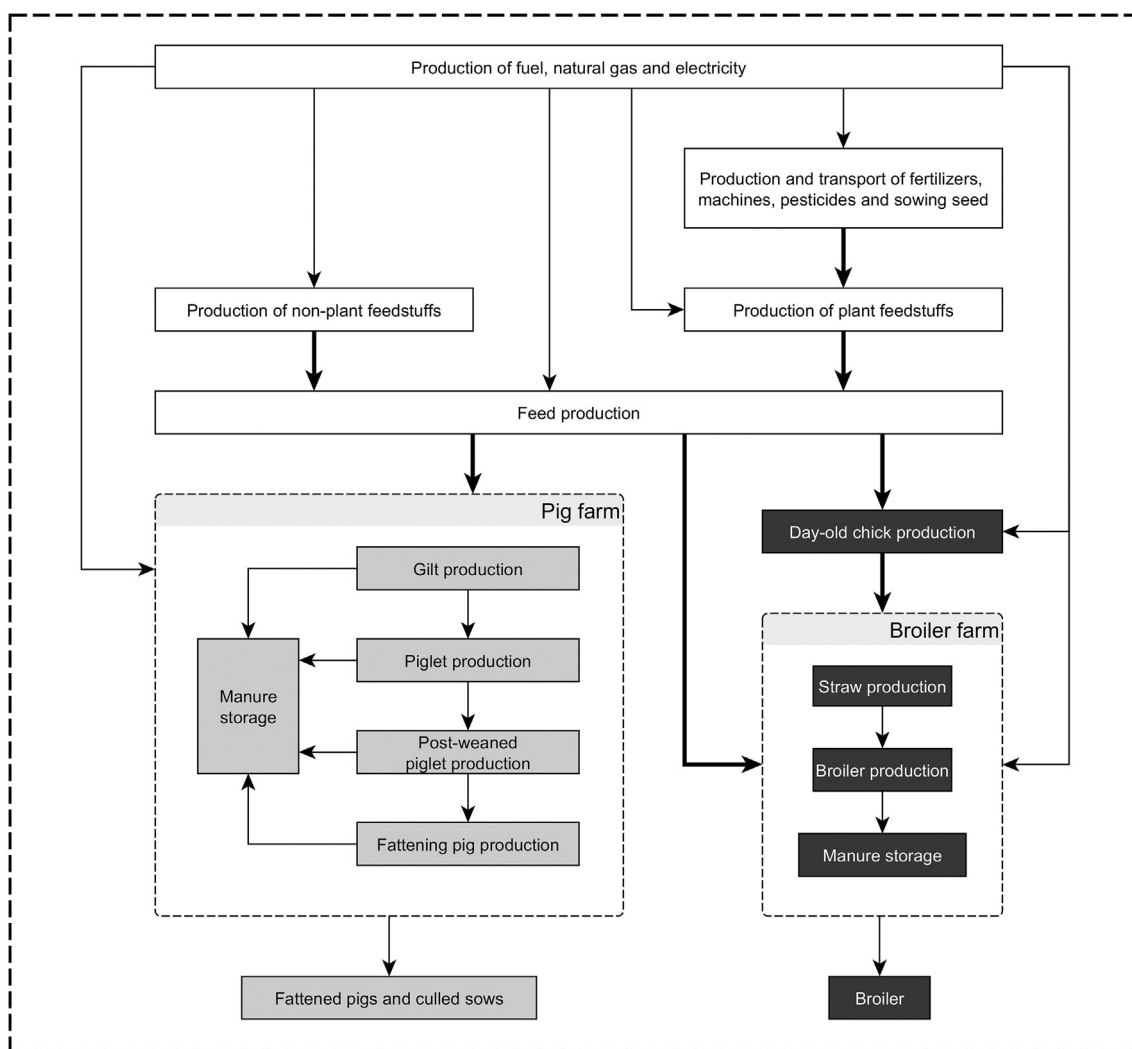 Production of fuel, natural gas and electricity
Production and transport of fertilizers,
machines, pesticides and sowing seed
Production of non-plant feedstuffs
Production of plant feedstuffs
Feed production
Pig farm
Gilt production
Piglet production
Manure
storage
Post-weaned
piglet production
Fattening pig production
Fattened pigs and culled sows
Day-old chick production
Broiler farm
Straw production
Broiler production
Manure storage
Broiler